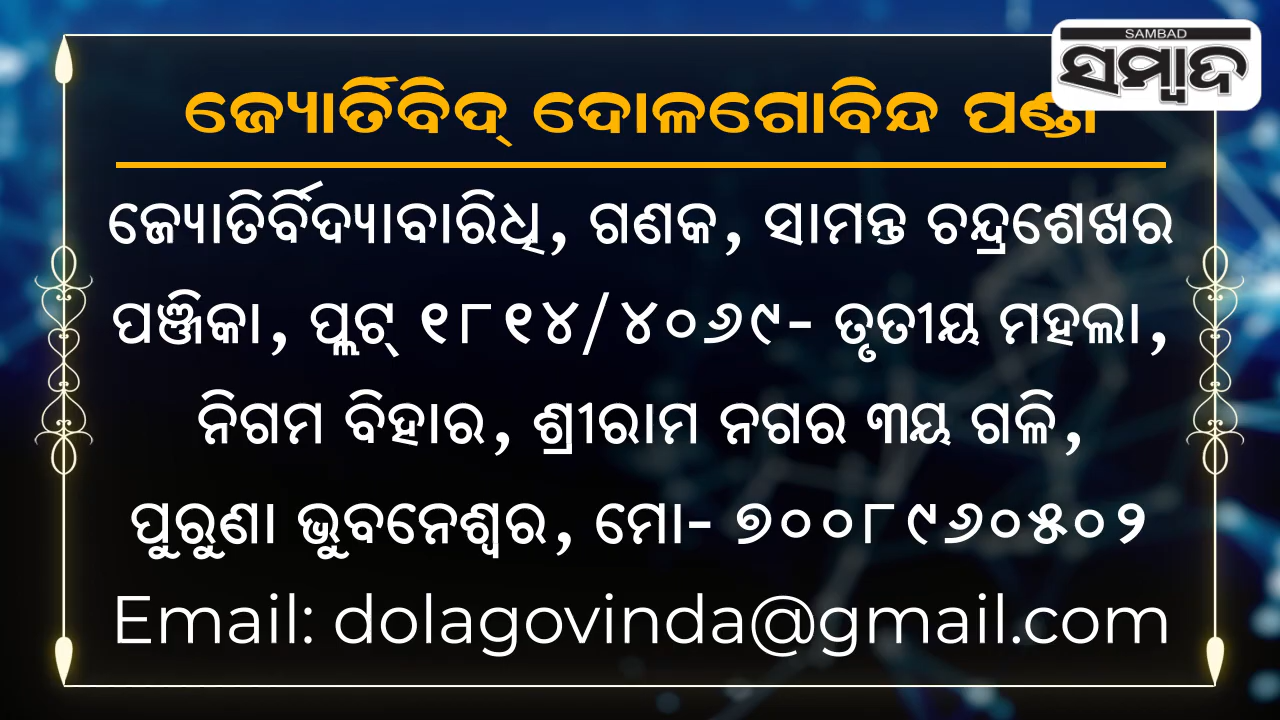 SAMBAD
ସମ୍ବାଦ
ଜ୍ୟୋର୍ତିବିଦ୍ ଦୋଳଗୋବିନ୍ଦ ପଣ୍ଡା
ଜ୍ୟୋତିର୍ବିଦ୍ୟାବାରିଧି, ଗଣକ, ସାମନ୍ତ ଚନ୍ଦ୍ରଶେଖର
ପଞ୍ଜିକା, ପ୍ଲଟ୍ ୧୮୧୪/୪୦୬୯- ତୃତୀୟ ମହଲା,
ନିଗମ ବିହାର, ଶ୍ରୀରାମ ନଗର ୩ୟ ଗଳି,
ପୁରୁଣା ଭୁବନେଶ୍ୱର, ମୋ- ୭୦୦୮୯୬୦୫୦୨
Email: dolagovinda@gmail.com